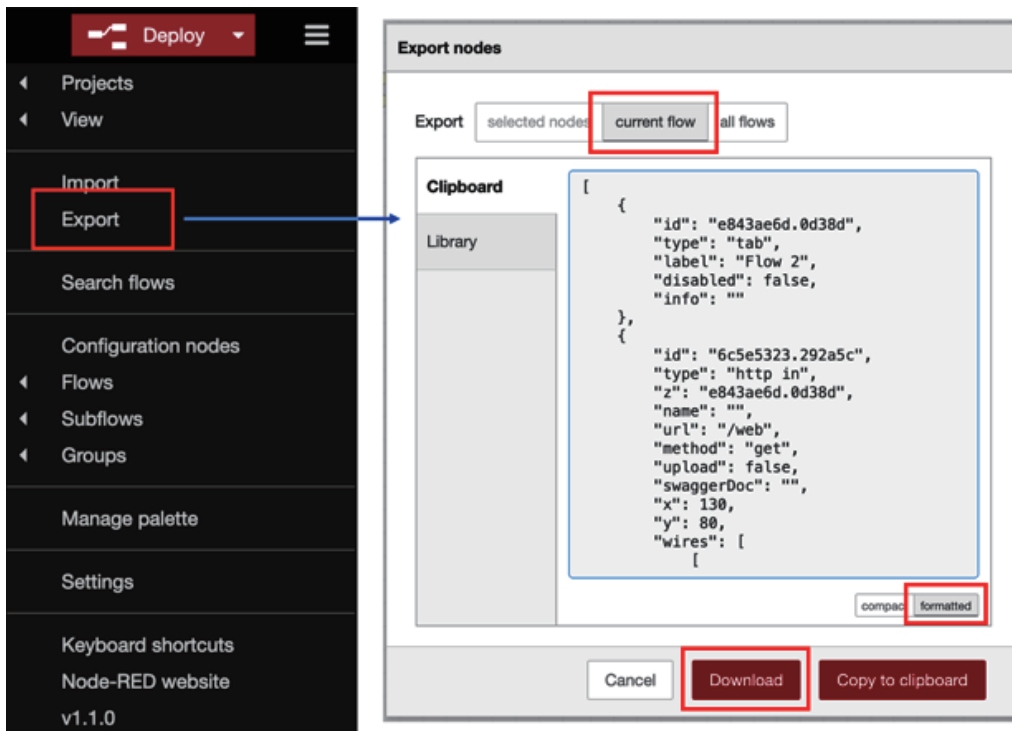 Deploy
Projects
View
Import
Export
Search flows
Configuration nodes
Flows
Subflows
Groups
Manage palette
Settings
Keyboard shortcuts
Node-RED website
v1.1.0
Export nodes
Export selected nodes current flow all flows
Clipboard
Library
[
{
"id": "e843ae6d.0d38d",
"type": "tab",
"label": "Flow 2",
"disabled": false,
"info": ""
},
{
"id": "6c5e5323.292a5c",
"type": "http in",
"z": "e843ae6d.0d38d",
"name": "",
"url": "/web",
"method": "get",
"upload": false,
"swaggerDoc": "",
"x": 130,
"y": 80,
"wires": [
[
compac formatted
Cancel Download Copy to clipboard